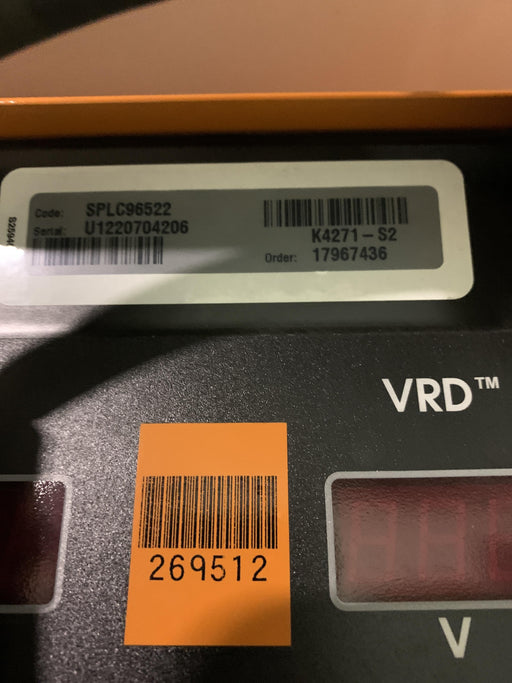 Code: SPLC96522
Serial: U1220704206
K4271-S2
Order: 17967436
VRD™
269512
V